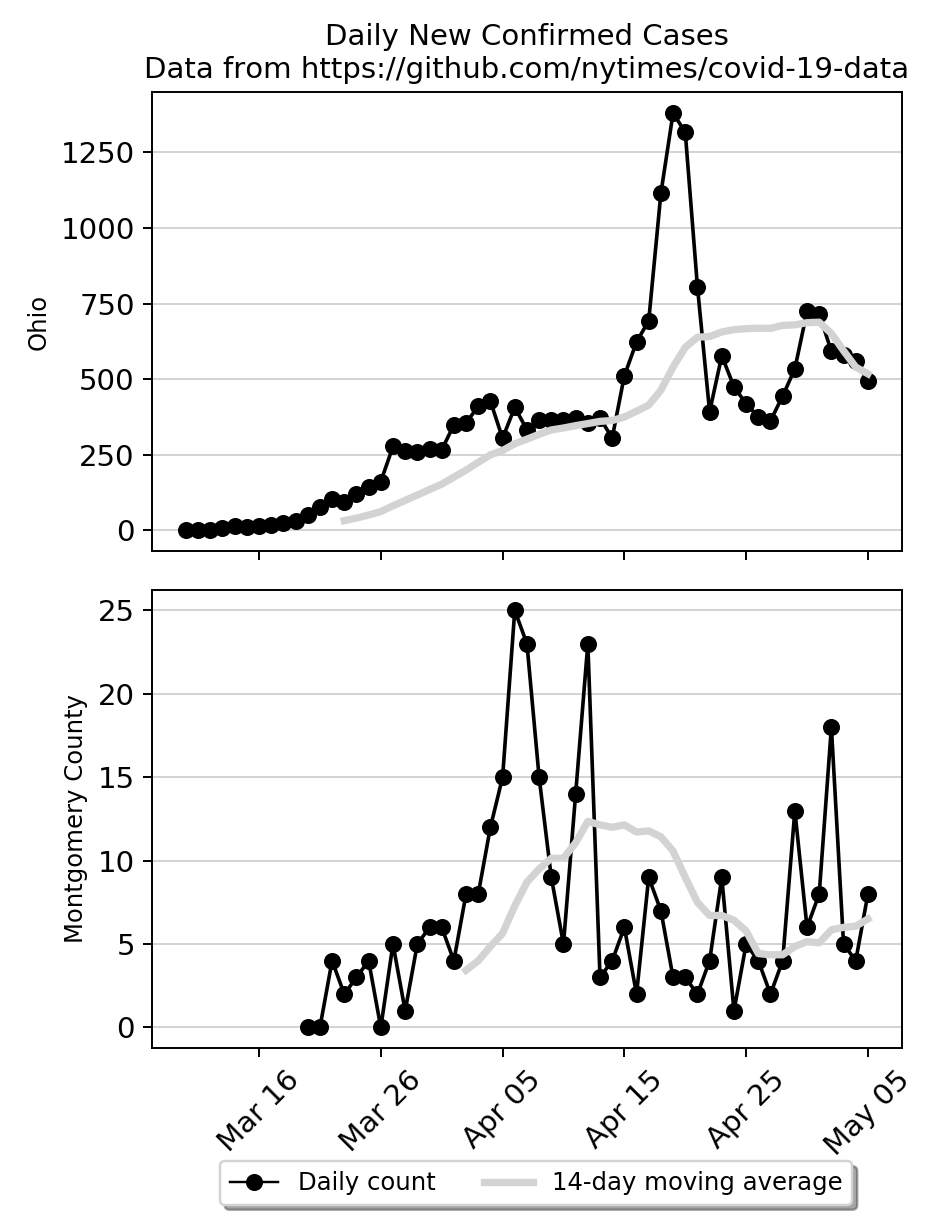 Daily New Confirmed Cases
Data from https://github.com/nytimes/covid-19-data
1250
1000
750
500
250
0
Ohio
25
20
15
10
5
0
Montgomery County
Mar 16
Mar 26
Apr 05
Apr 15
Apr 25
May 05
Daily count
14-day moving average